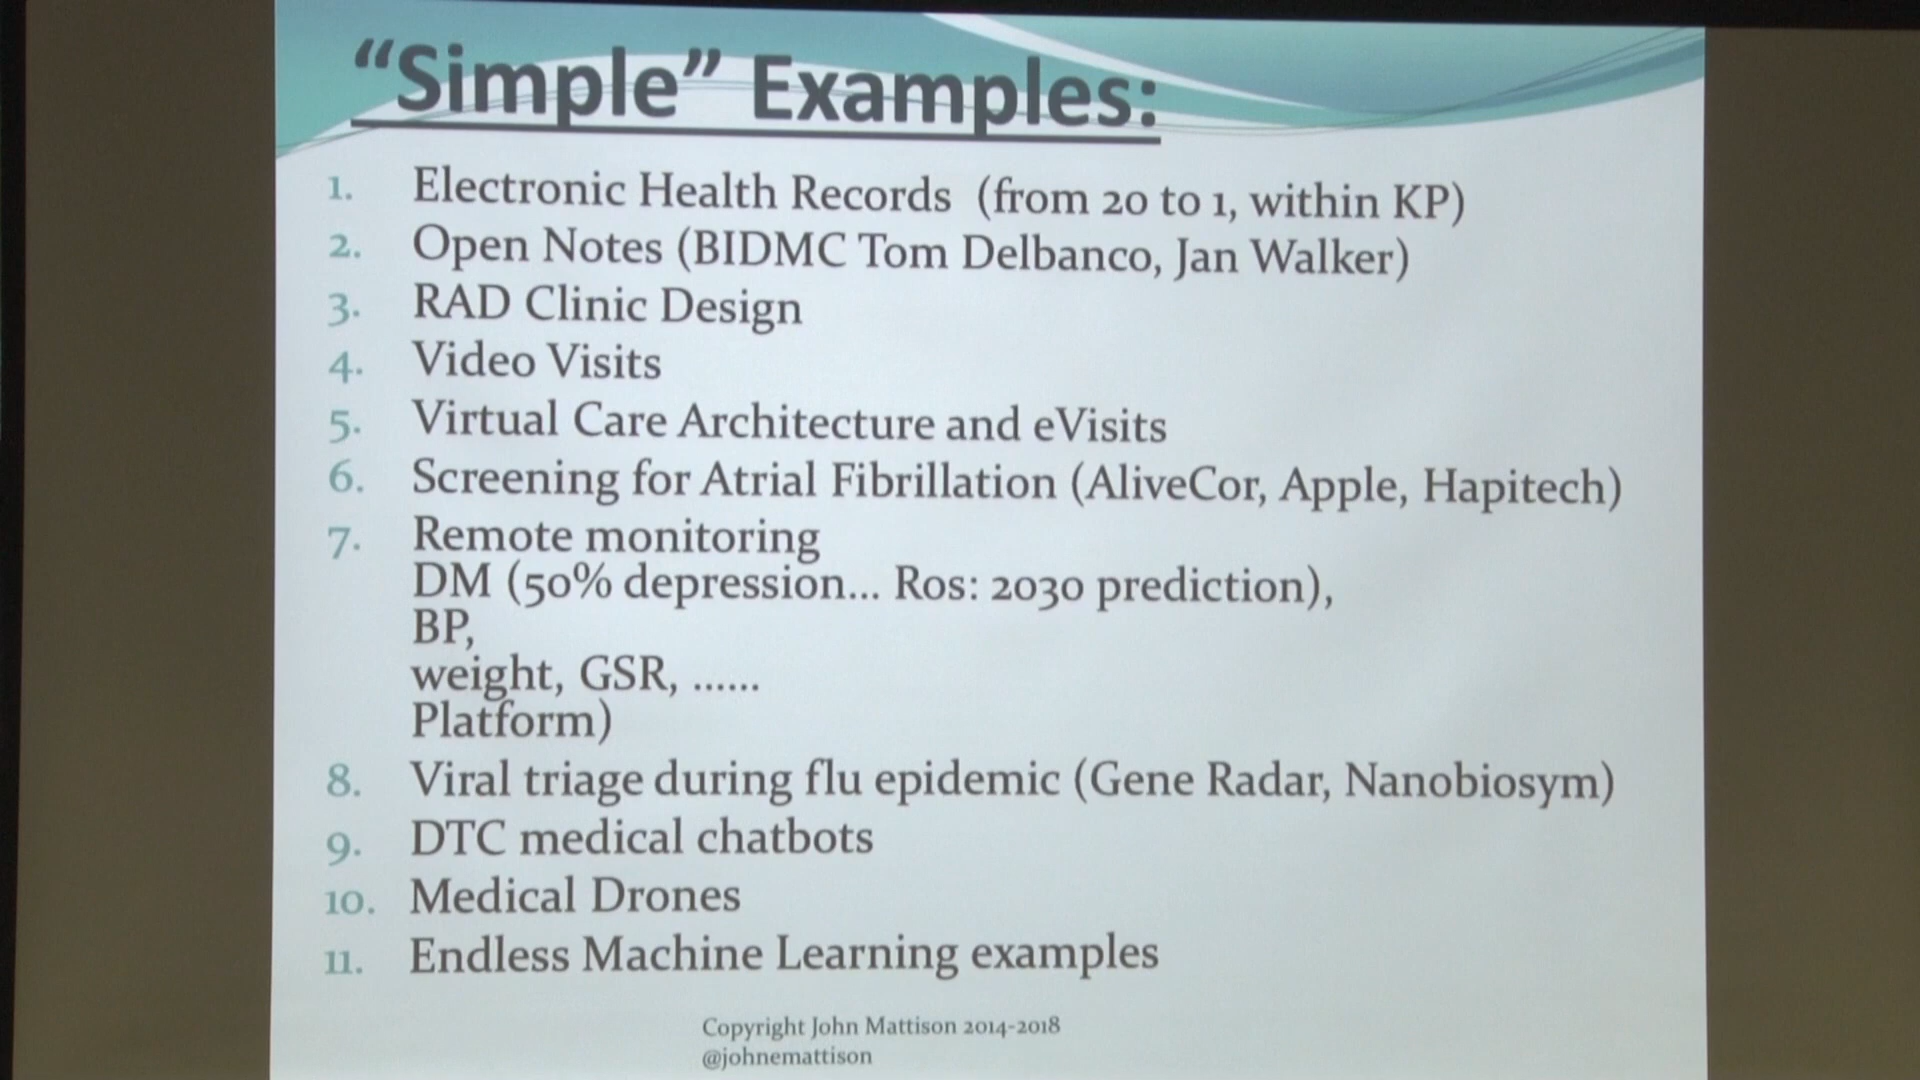 “Simple” Examples:
1. Electronic Health Records (from 20 to 1, within KP)
2. Open Notes (BIDMC Tom Delbanco, Jan Walker)
3. RAD Clinic Design
4. Video Visits
5. Virtual Care Architecture and eVisits
6. Screening for Atrial Fibrillation (AliveCor, Apple, Hapitech)
7. Remote monitoring
DM (50% depression... Ros: 2030 prediction),
BP,
weight, GSR, ......
Platform)
8. Viral triage during flu epidemic (Gene Radar, Nanobiosym)
9. DTC medical chatbots
10. Medical Drones
11. Endless Machine Learning examples
Copyright John Mattison 2014-2018
@johnemattison